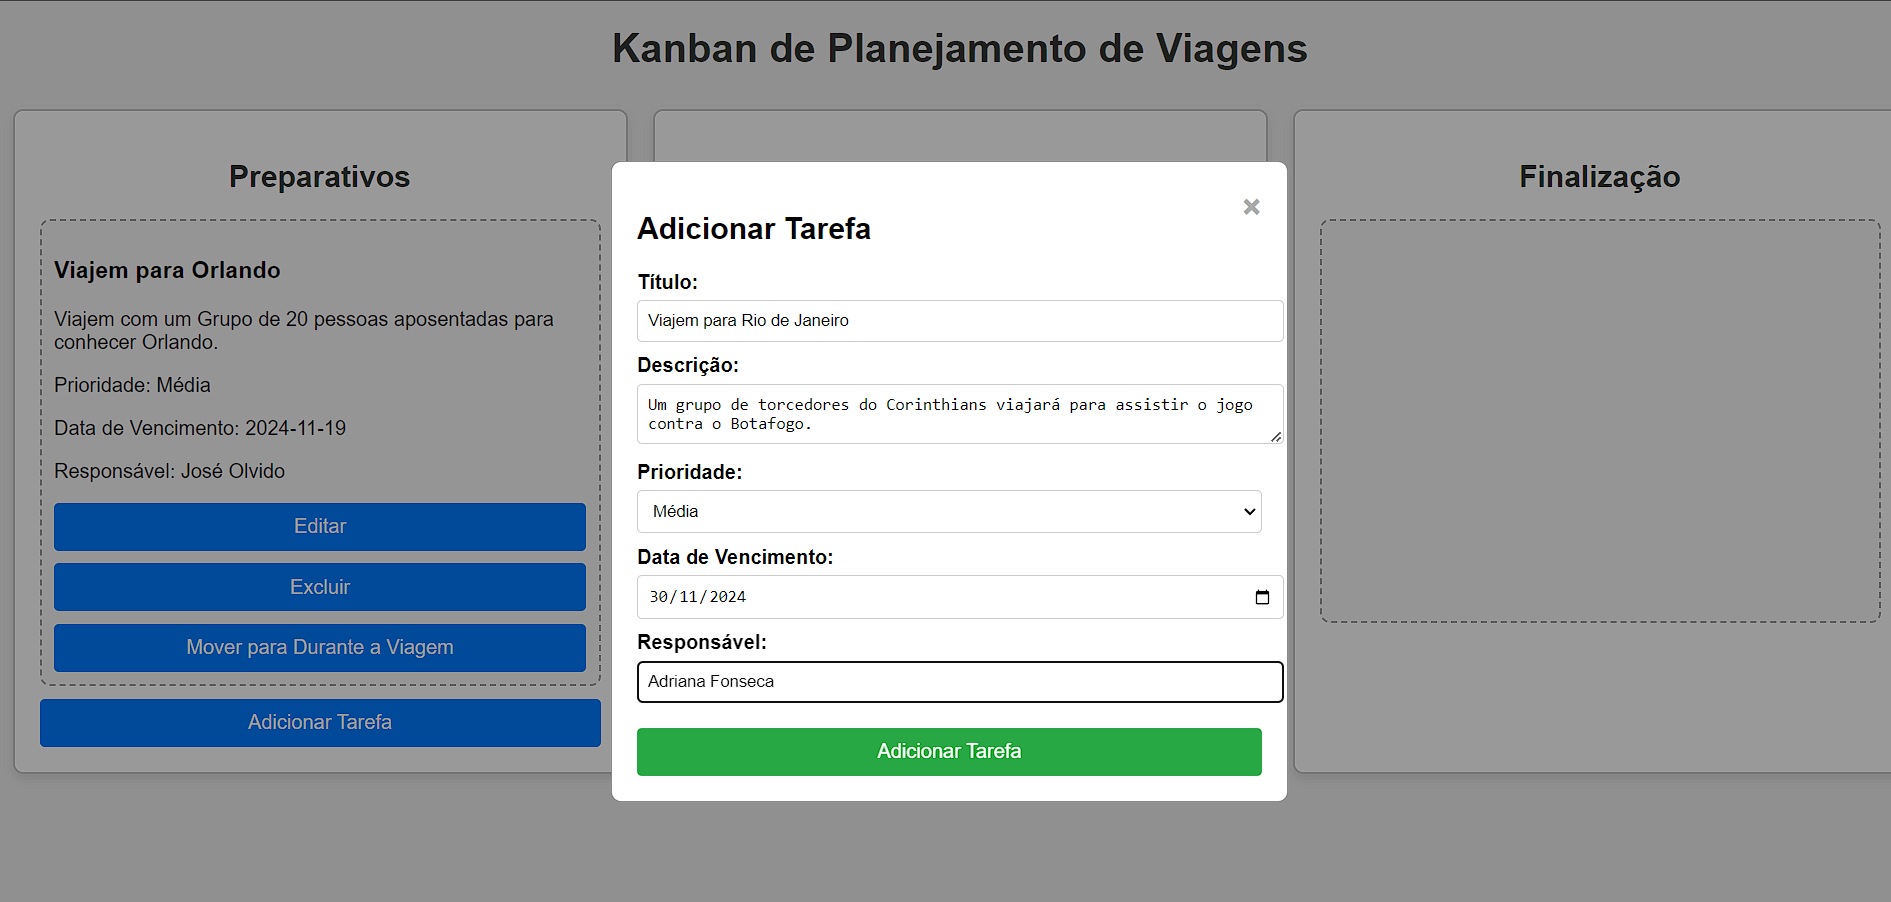 Kanban de Planejamento de Viagens
Preparativos
Viajem para Orlando
Viajem com um Grupo de 20 pessoas aposentadas para
conhecer Orlando.
Prioridade: Média
Data de Vencimento: 2024-11-19
Responsável: José Olvido
Editar
Excluir
Mover para Durante a Viagem
Adicionar Tarefa
Adicionar Tarefa
×
Título:
Viajem para Rio de Janeiro
Descrição:
Um grupo de torcedores do Corinthians viajará para assistir o jogo
contra o Botafogo.
Prioridade:
Média
Data de Vencimento:
30/11/2024
Responsável:
Adriana Fonseca
Adicionar Tarefa
Finalização